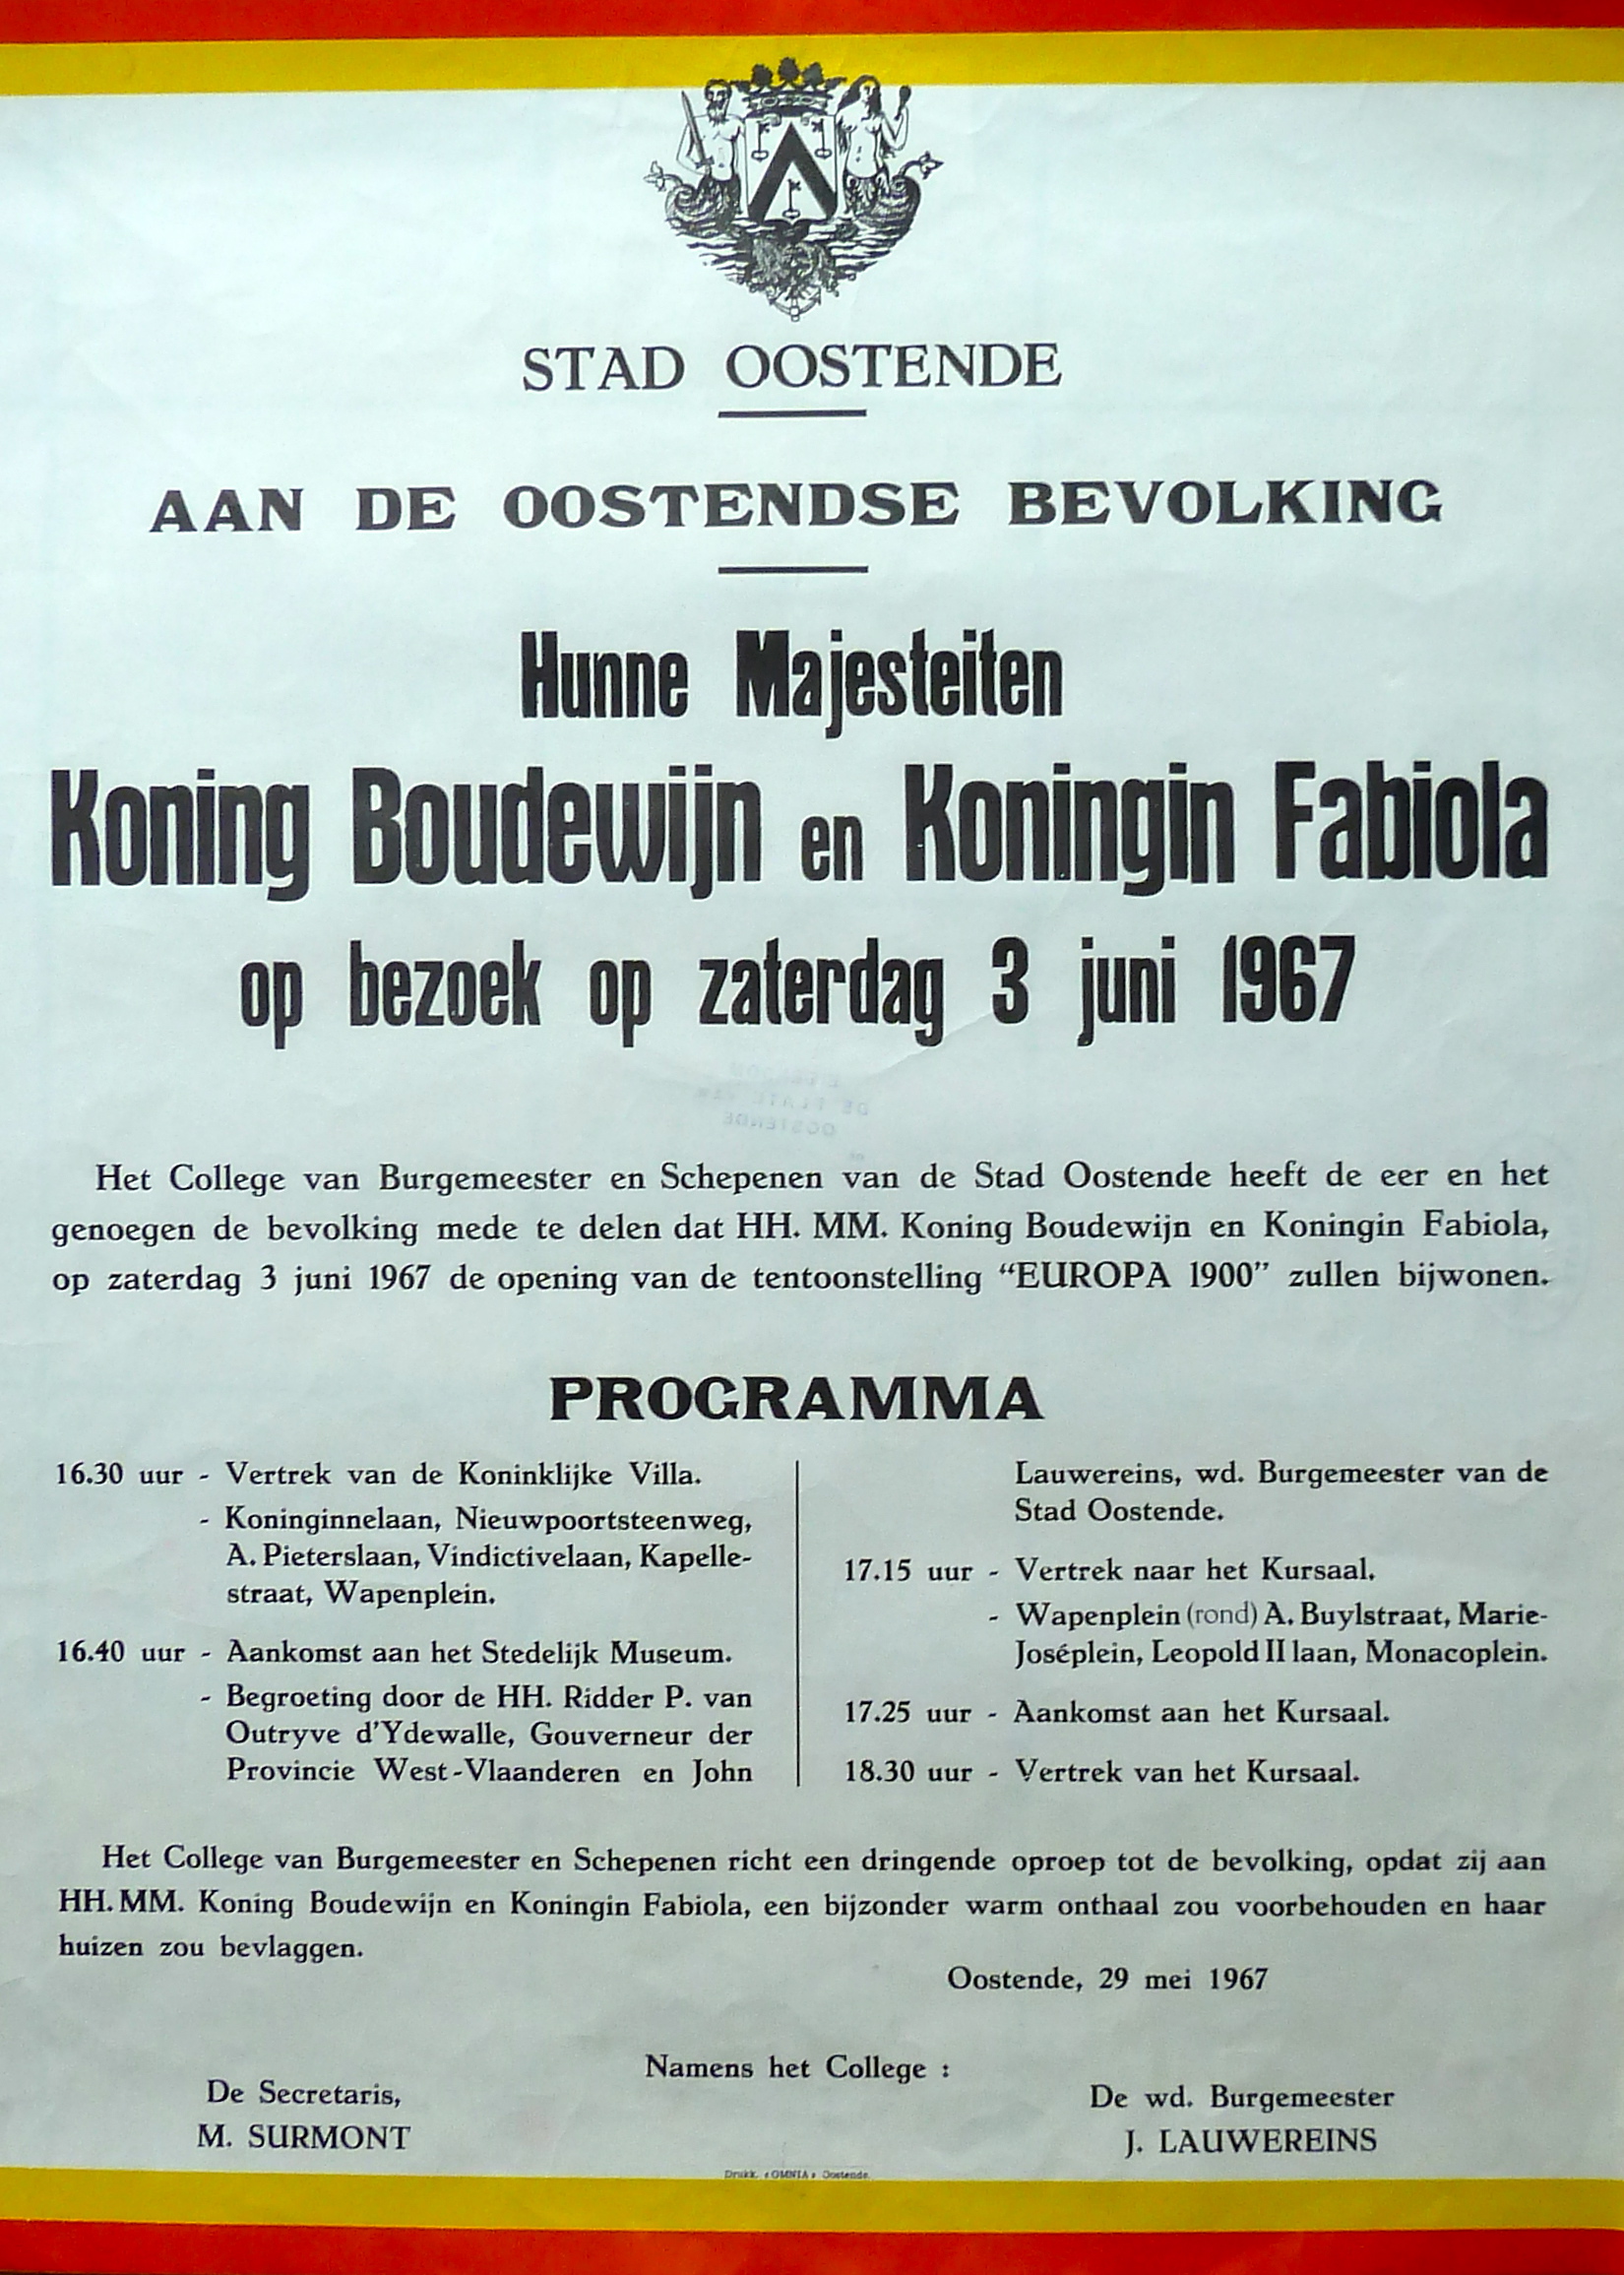 STAD OOSTENDE
AAN DE OOSTENDSE BEVOLKING
Hunne Majesteiten
Koning Boudewijn en Koningin Fabiola
op bezoek op zaterdag 3 juni 1967
Het College van Burgemeester en Schepenen van de Stad Oostende heeft de eer en het
genoegen de bevolking mede te delen dat HH. MM. Koning Boudewijn en Koningin Fabiola,
op zaterdag 3 juni 1967 de opening van de tentoonstelling “EUROPA 1900” zullen bijwonen.
PROGRAMMA
16.30 uur - Vertrek van de Koninklijke Villa.
- Koninginnelaan, Nieuwpoortsteenweg,
A. Pieterslaan, Vindictivelaan, Kapelle-
straat, Wapenplein.
16.40 uur - Aankomst aan het Stedelijk Museum.
- Begroeting door de HH. Ridder P. van
Outryve d'Ydewalle, Gouverneur der
Provincie West-Vlaanderen en John
Lauwereins, wd. Burgemeester van de
Stad Oostende.
17.15 uur - Vertrek naar het Kursaal.
- Wapenplein (rond) A. Buylstraat, Marie-
Joséplein, Leopold II laan, Monacoplein.
17.25 uur - Aankomst aan het Kursaal.
18.30 uur - Vertrek van het Kursaal.
Het College van Burgemeester en Schepenen richt een dringende oproep tot de bevolking, opdat zij aan
HH. MM. Koning Boudewijn en Koningin Fabiola, een bijzonder warm onthaal zou voorbehouden en haar
huizen zou bevlaggen.
Oostende, 29 mei 1967
Namens het College :
De Secretaris,
M. SURMONT
De wd. Burgemeester
J. LAUWEREINS
Drukk. «OMNIA» Oostende.